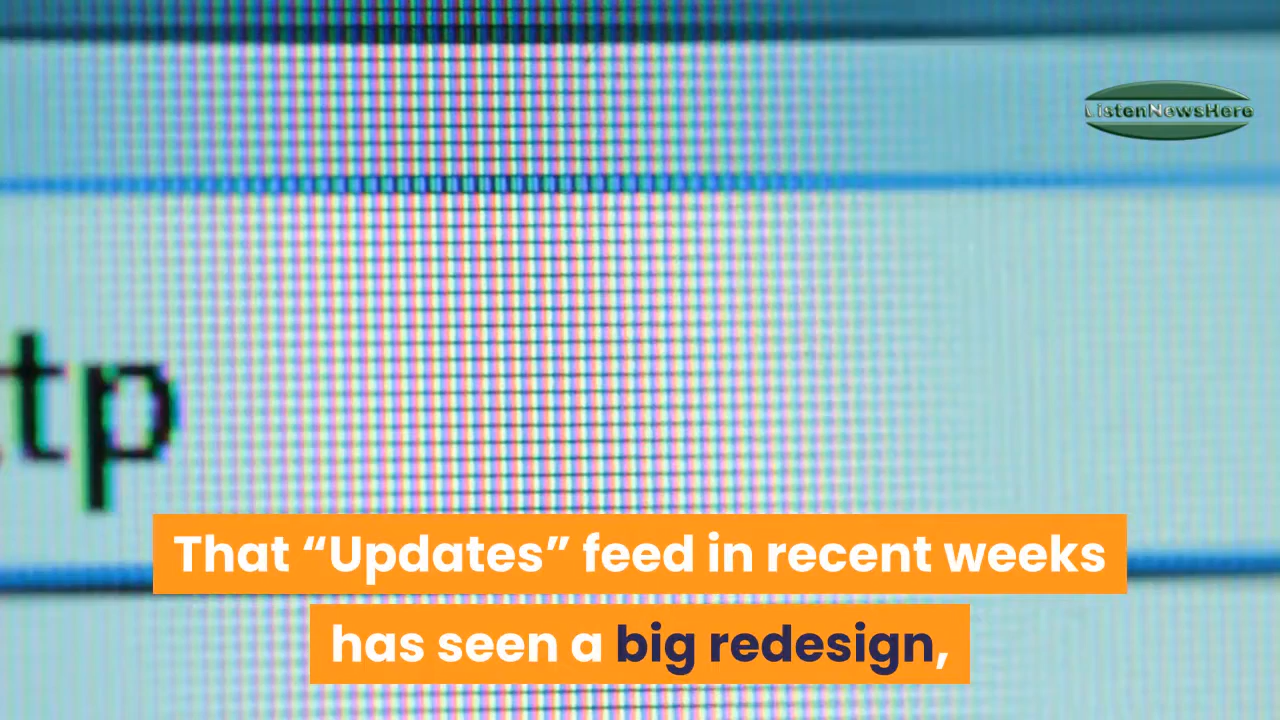 ListenNewsHere
tp
That “Updates” feed in recent weeks
has seen a big redesign,